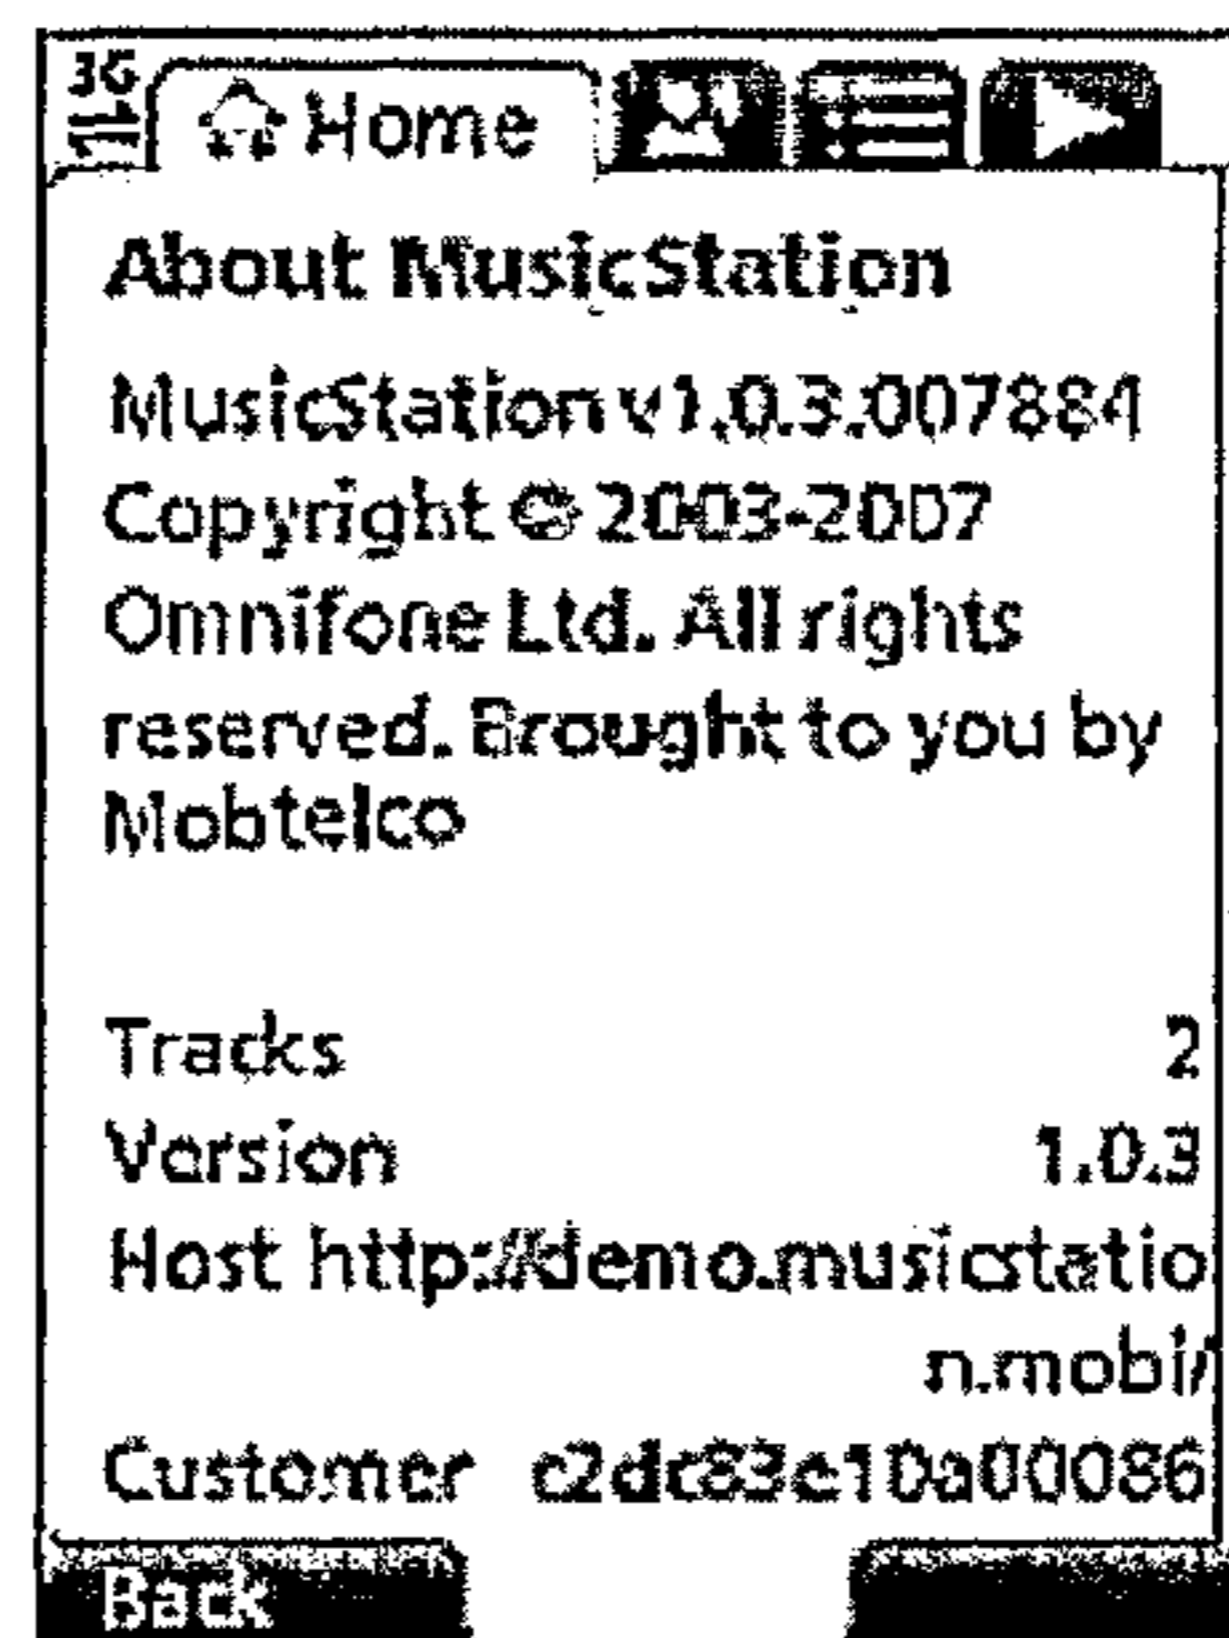 3G
Home
About MusicStation
MusicStation v1.0.3.007884
Copyright © 2003-2007
Omnifone Ltd. All rights
reserved. Brought to you by
Mobtelco
Tracks 2
Version 1.0.3
Host http://demo.musicstatio
n.mobi/
Customer c2dc83e10a00086
Back